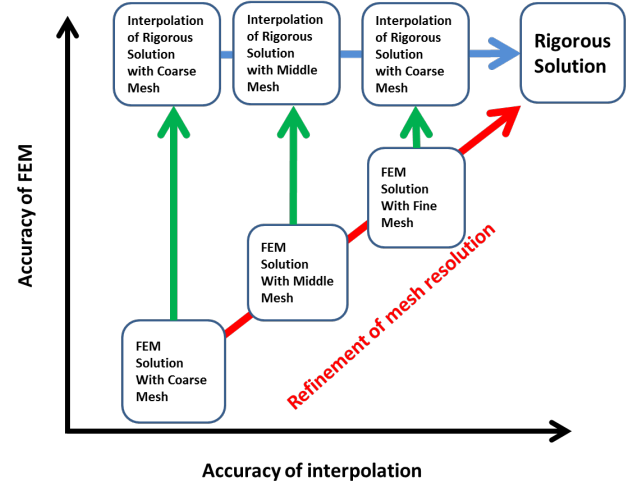 Interpolation
of Rigorous
Solution
with Coarse
Mesh
Interpolation
of Rigorous
Solution
with Middle
Mesh
Interpolation
of Rigorous
Solution
with Coarse
Mesh
Rigorous
Solution
FEM
Solution
With Fine
Mesh
FEM
Solution
With Middle
Mesh
FEM
Solution
With Coarse
Mesh
Refinement of mesh resolution
Accuracy of FEM
Accuracy of interpolation